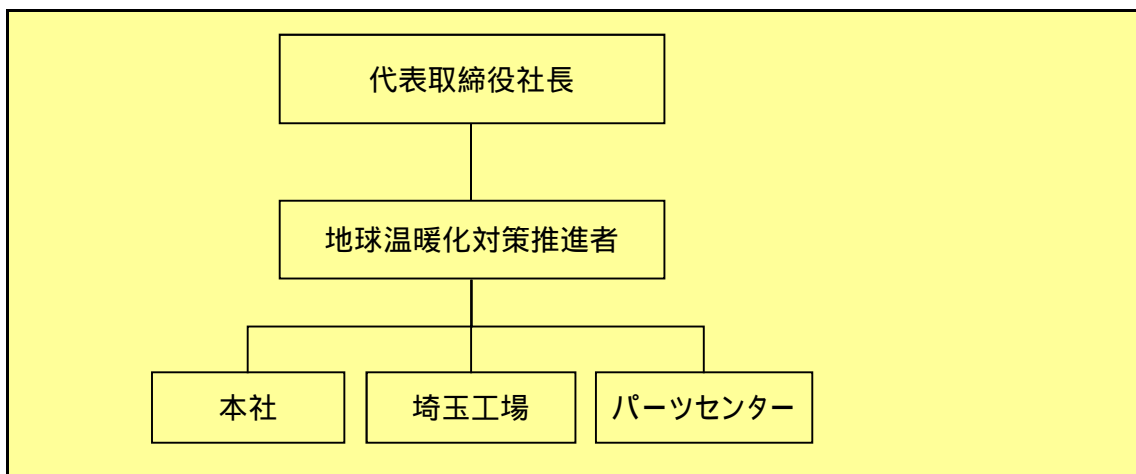 代表取締役社長
地球温暖化対策推進者
本社
埼玉工場
パーツセンター